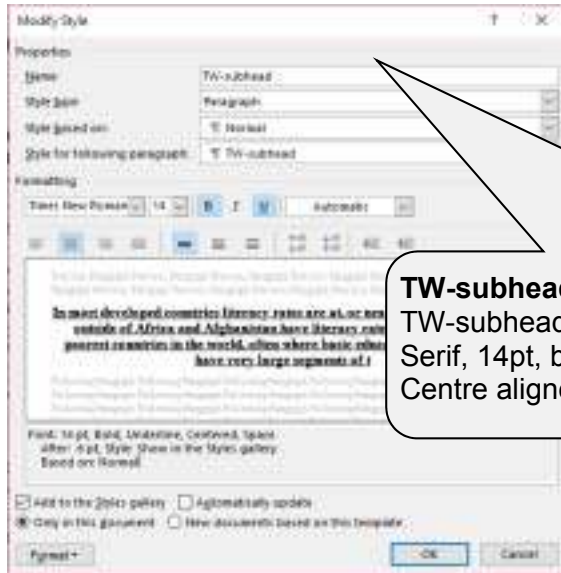 Modify Style ? ×
Properties
Name: TW-subhead
Style type: Paragraph
Style based on: ¶ Normal
Style for following paragraph: ¶ TW-subhead
Formatting
Times New Roman 14 B I U Automatic
In most developed countries literacy rates are at, or near
outside of Africa and Afghanistan have literacy rates
poorest countries in the world, often where basic
have very large segments of t
TW-subhead
TW-subhead
Serif, 14pt, b
Centre aligne
Font: 14 pt, Bold, Underline, Centered, Space
After: 6 pt, Style: Show in the Styles gallery
Based on: Normal
Add to the Styles gallery Automatically update
Only in this document New documents based on this template
Format OK Cancel